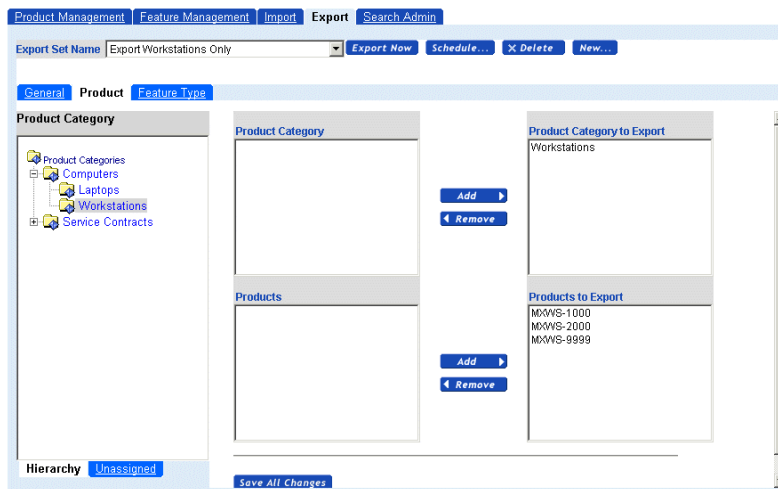 Product Management Feature Management Import Export Search Admin
Export Set Name Export Workstations Only Export Now Schedule... X Delete New...
General Product Feature Type
Product Category
Product Categories
Computers
Laptops
Workstations
Service Contracts
Hierarchy Unassigned
Product Category
Add
Remove
Product Category to Export
Workstations
Products
Add
Remove
Products to Export
MXWS-1000
MXWS-2000
MXWS-9999
Save All Changes